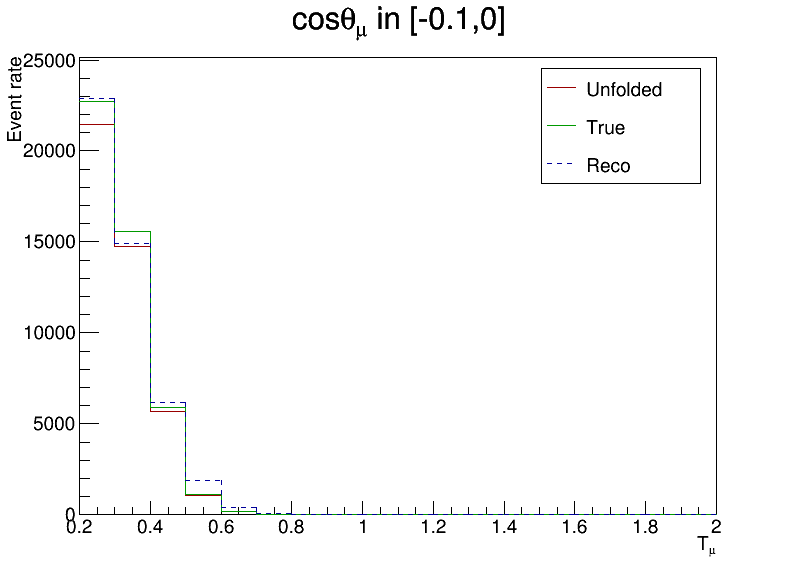 cosθμ in [-0.1,0]
Event rate
25000
20000
15000
10000
5000
0
Unfolded
True
Reco
0.2 0.4 0.6 0.8 1 1.2 1.4 1.6 1.8 2
Tμ